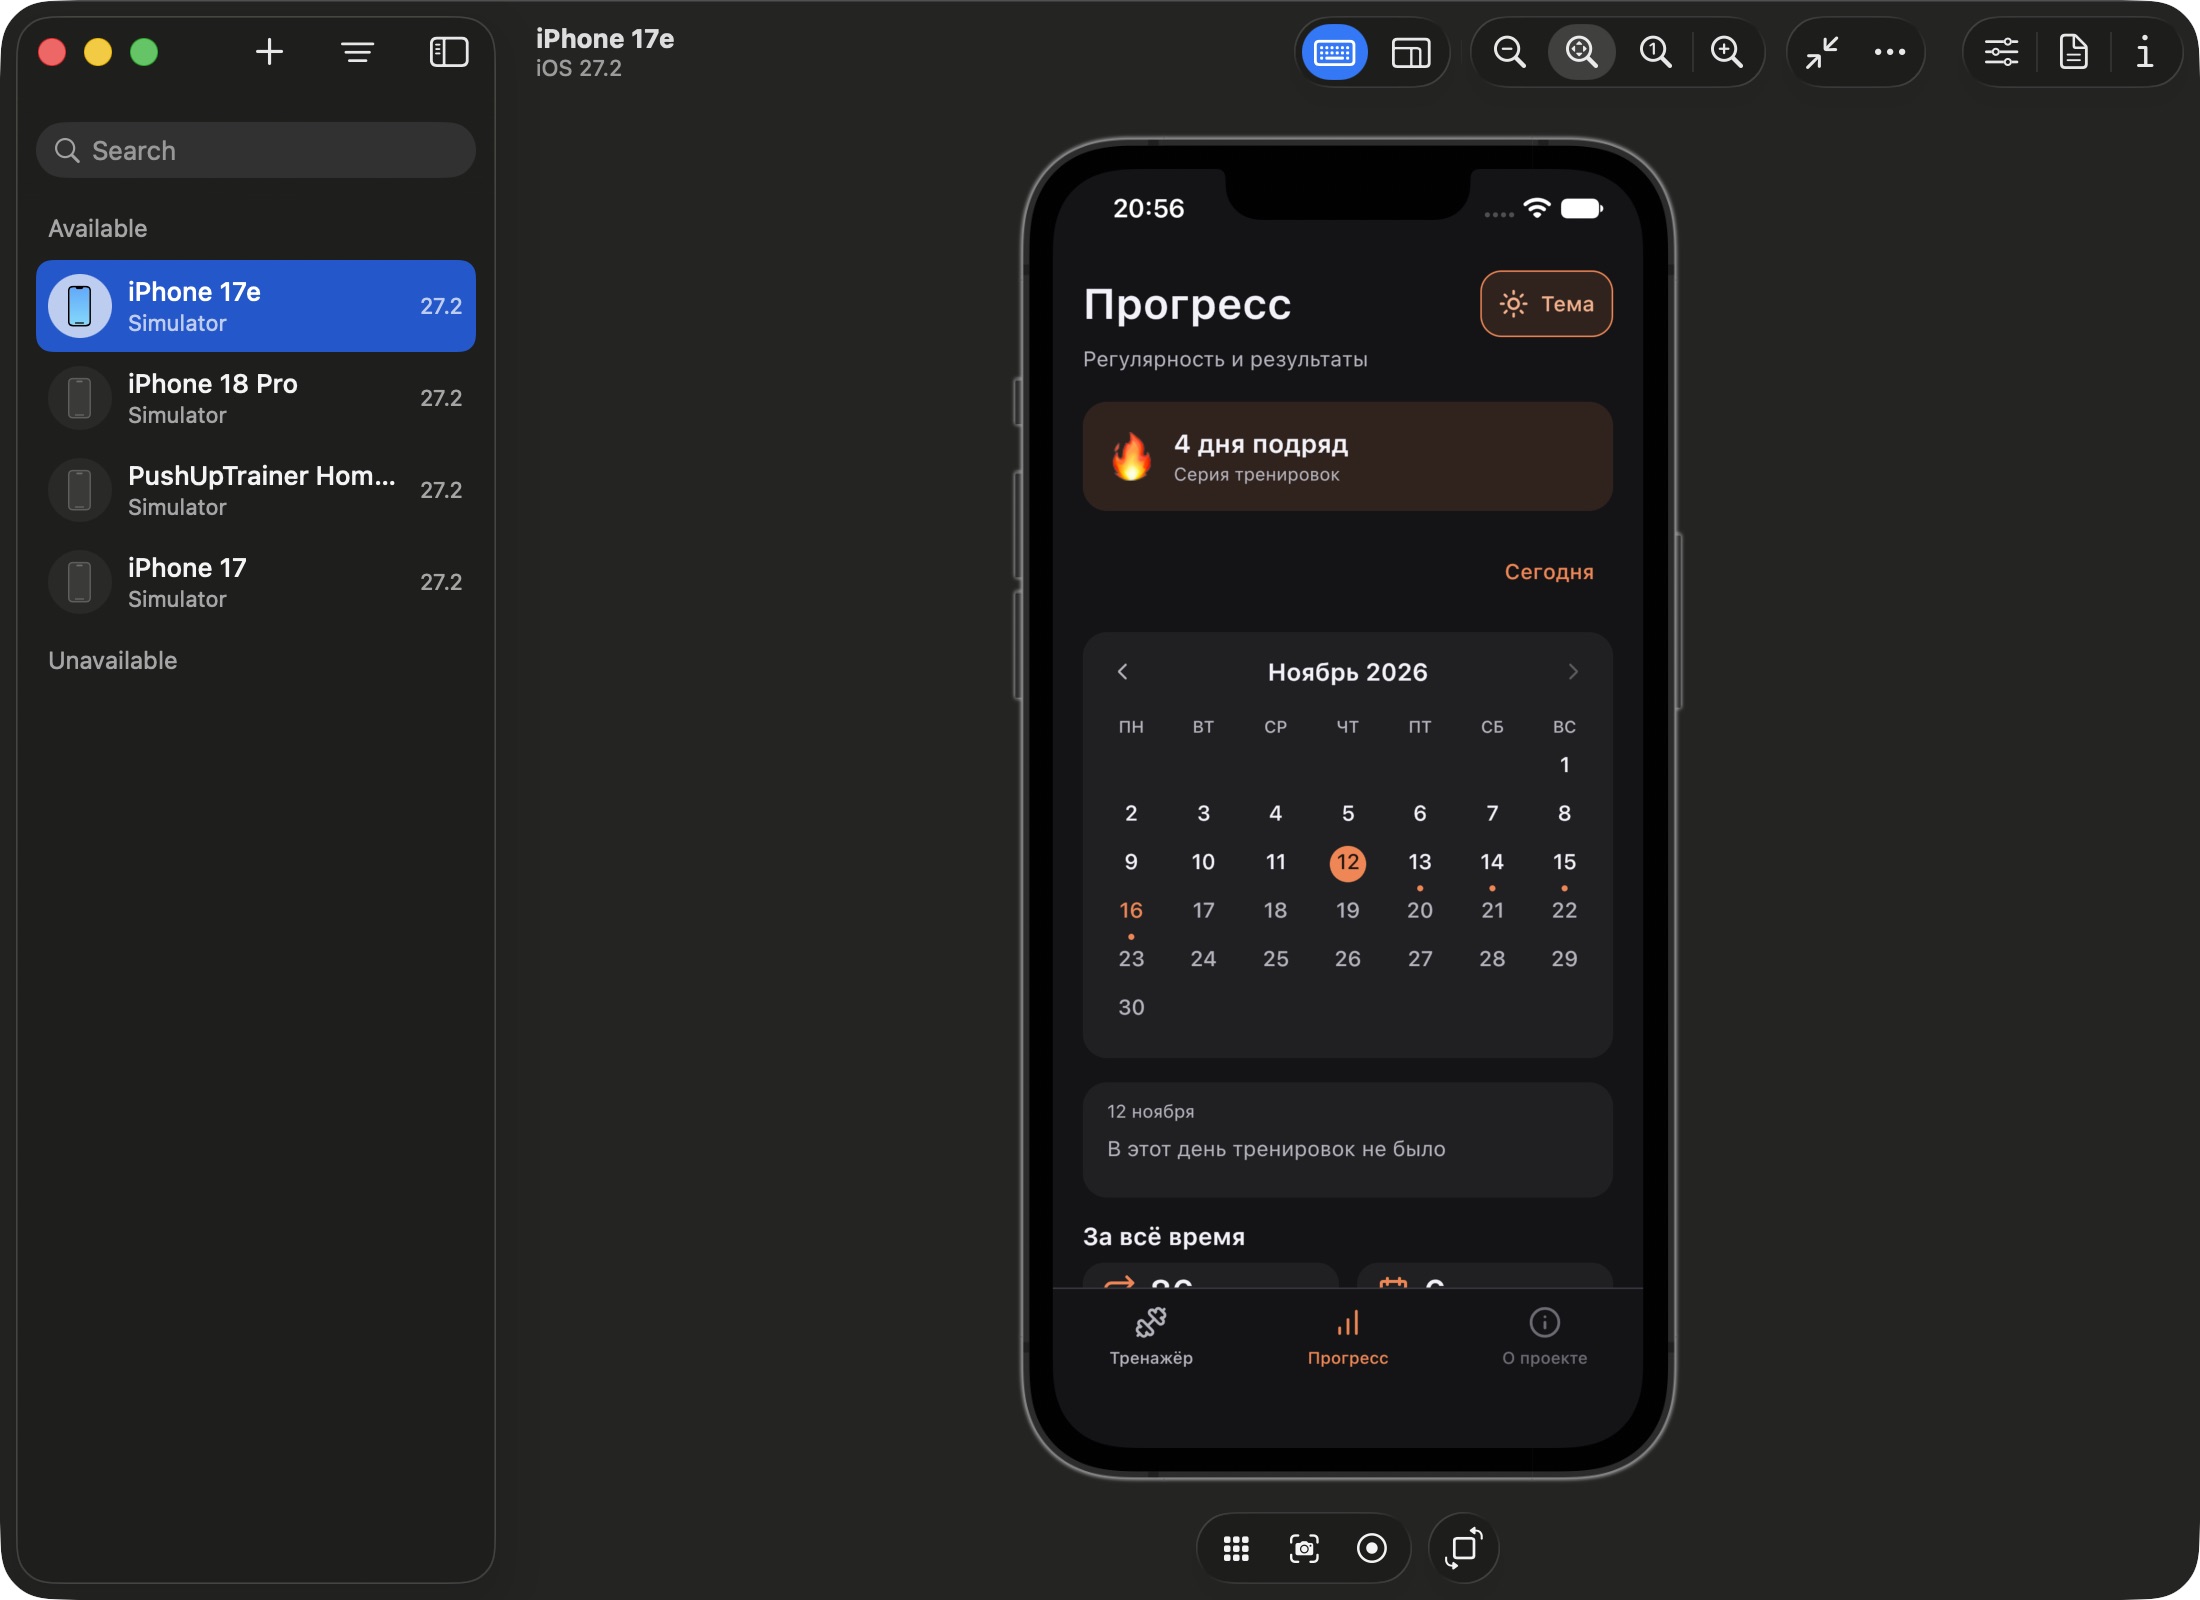 iPhone 17e
iOS 27.2
Search
Available
iPhone 17e
Simulator
27.2
iPhone 18 Pro
Simulator
27.2
PushUpTrainer Hom...
Simulator
27.2
iPhone 17
Simulator
27.2
Unavailable
20:56
Прогресс
Тема
Регулярность и результаты
4 дня подряд
Серия тренировок
Сегодня
Ноябрь 2026
ПН ВТ СР ЧТ ПТ СБ ВС
1
2 3 4 5 6 7 8
9 10 11 12 13 14 15
16 17 18 19 20 21 22
23 24 25 26 27 28 29
30
12 ноября
В этот день тренировок не было
За всё время
Тренажёр
Прогресс
О проекте